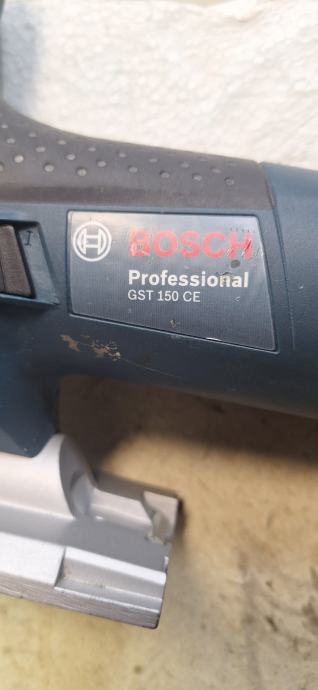 BOSCH
Professional
GST 150 CE
I